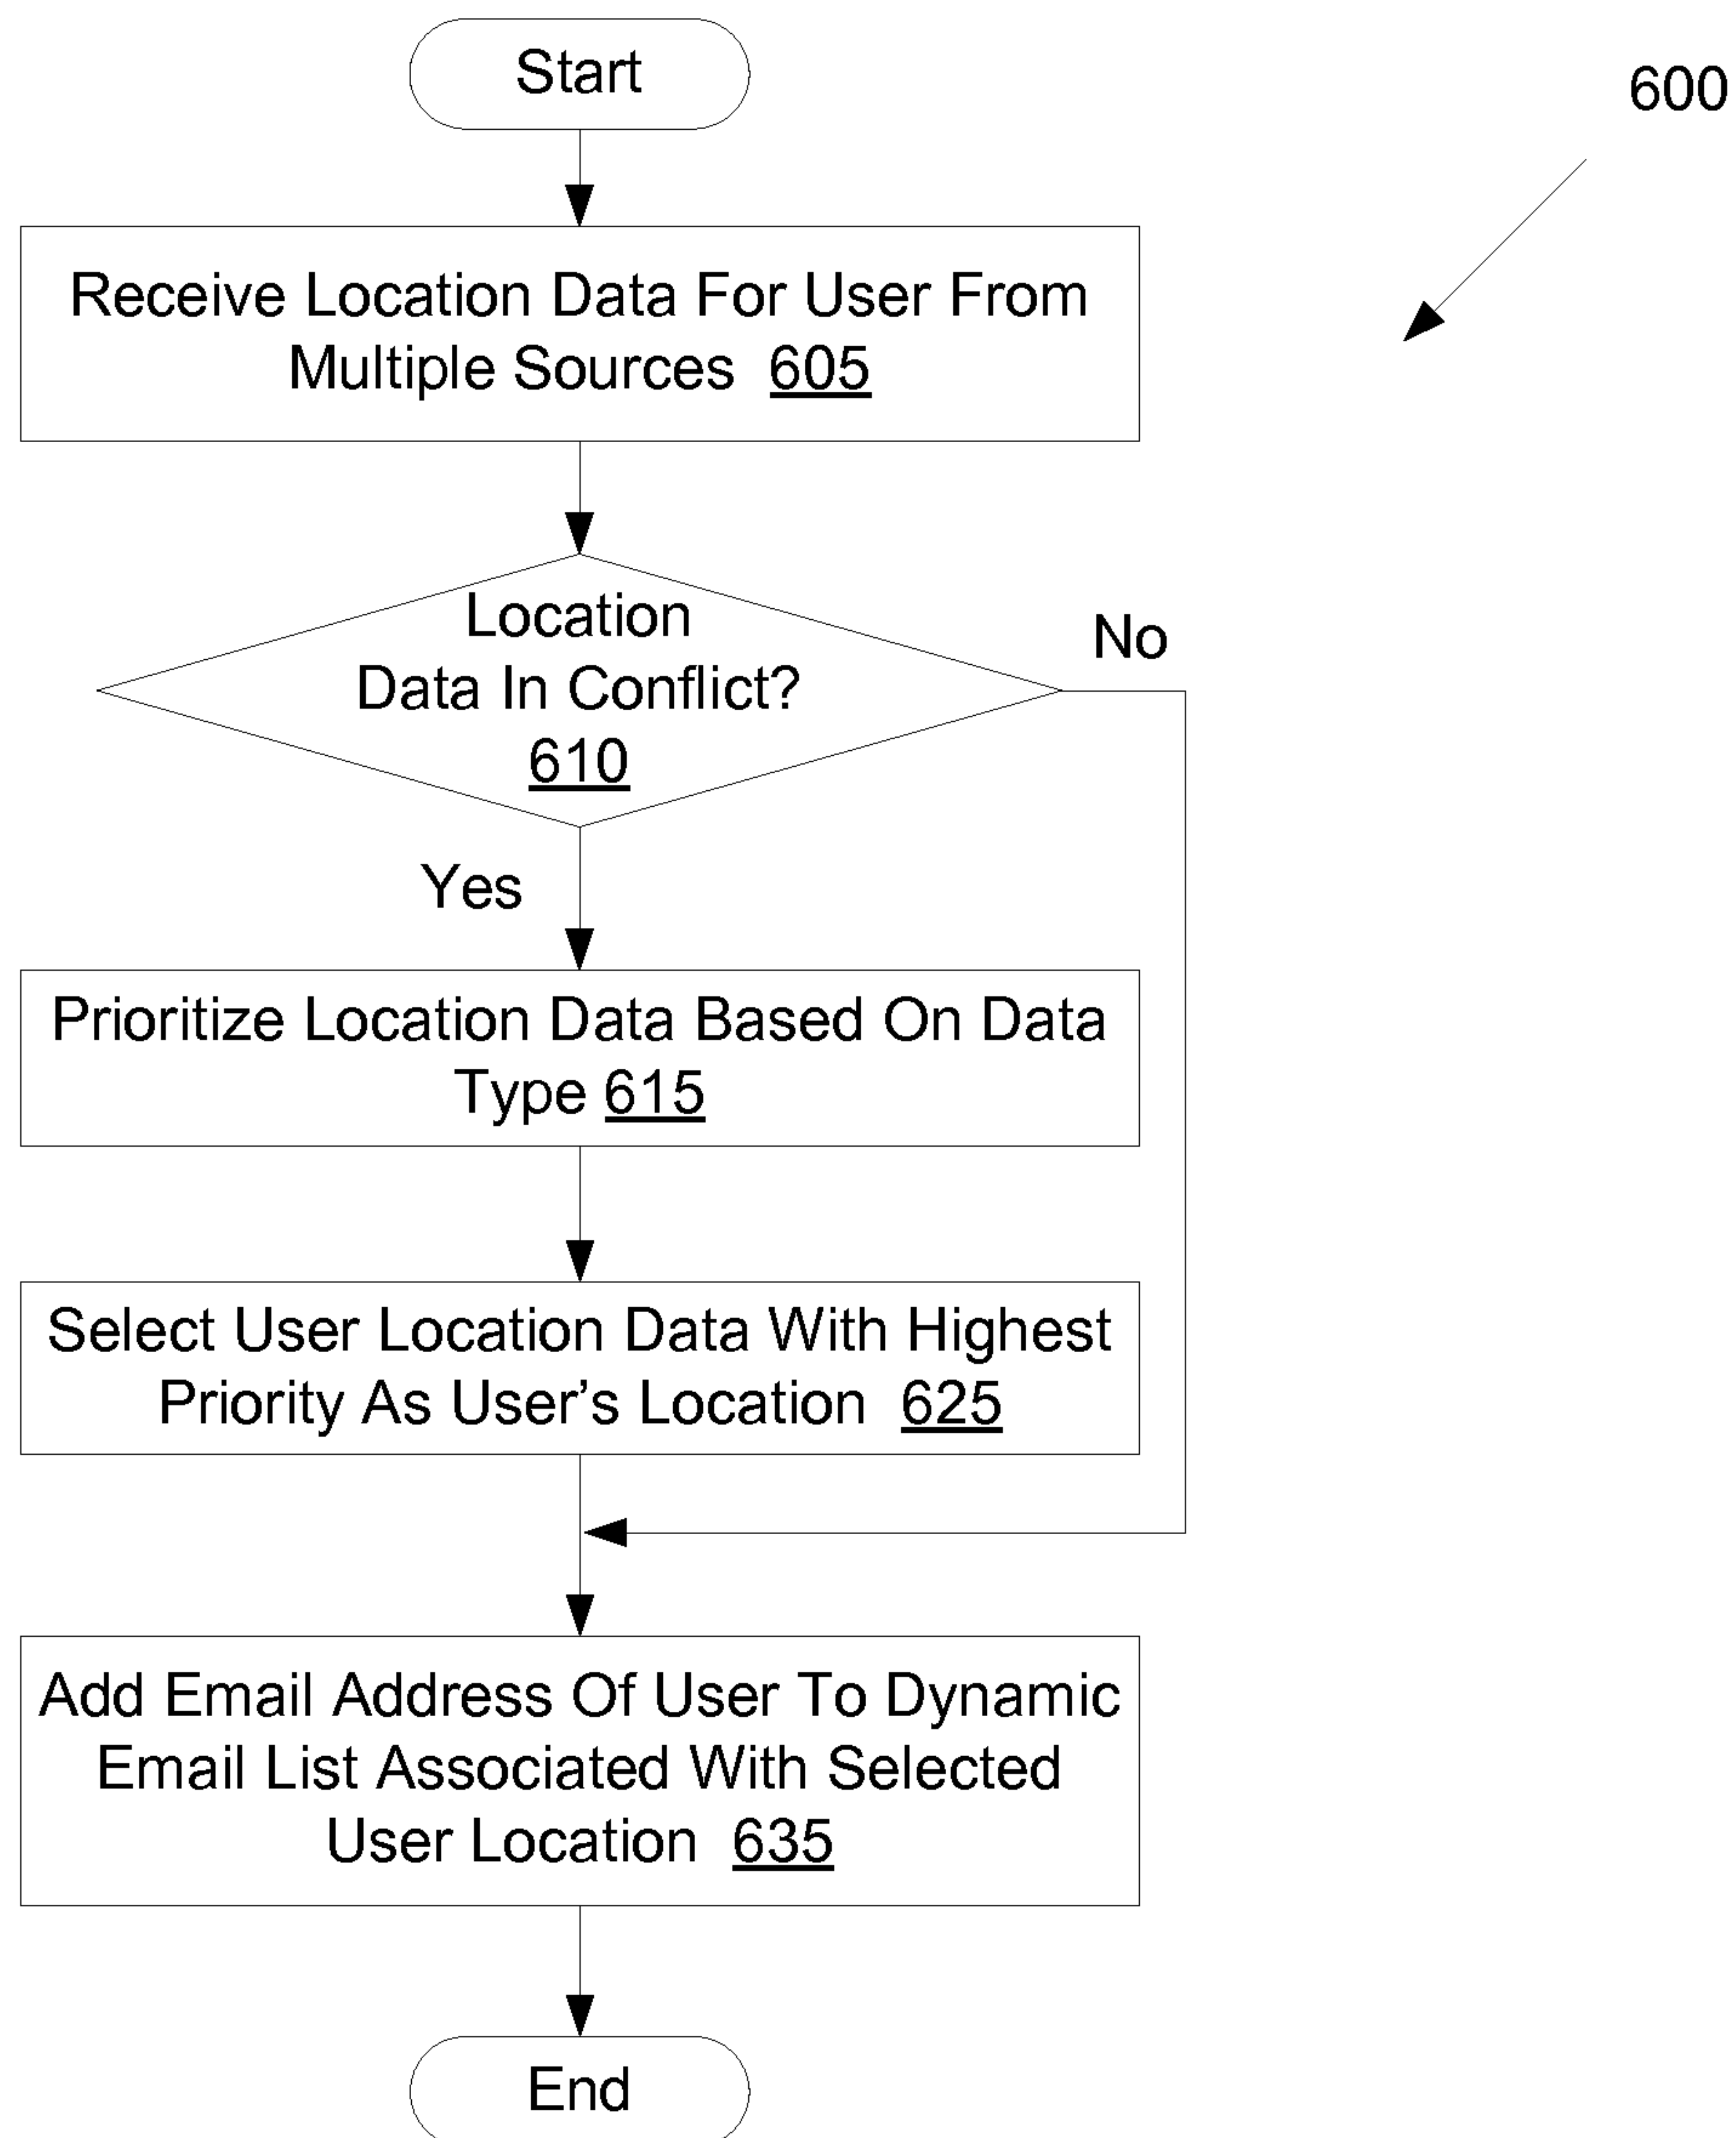 Start
600
Receive Location Data For User From
Multiple Sources 605
Location
Data In Conflict?
610
No
Yes
Prioritize Location Data Based On Data
Type 615
Select User Location Data With Highest
Priority As User’s Location 625
Add Email Address Of User To Dynamic
Email List Associated With Selected
User Location 635
End